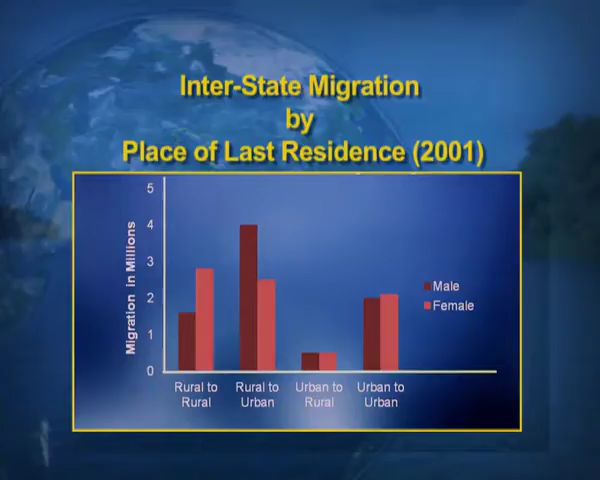 Inter-State Migration
by
Place of Last Residence (2001)
5
4
3
2
1
0
Migration in Millions
Male
Female
Rural to
Rural
Rural to
Urban
Urban to
Rural
Urban to
Urban